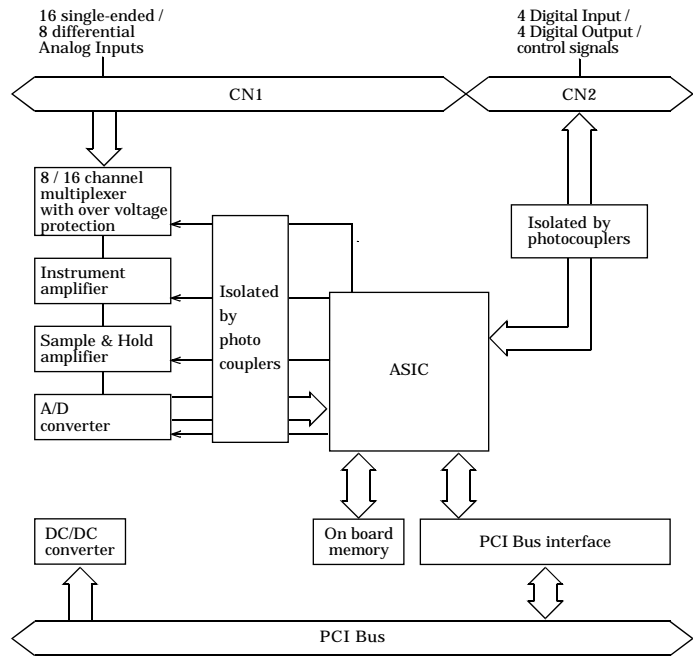 16 single-ended /
8 differential
Analog Inputs
4 Digital Input /
4 Digital Output /
control signals
CN1
CN2
8 / 16 channel
multiplexer
with over voltage
protection
Isolated by
photocouplers
Instrument
amplifier
Isolated
by
photo
couplers
Sample & Hold
amplifier
ASIC
A/D
converter
DC/DC
converter
On board
memory
PCI Bus interface
PCI Bus